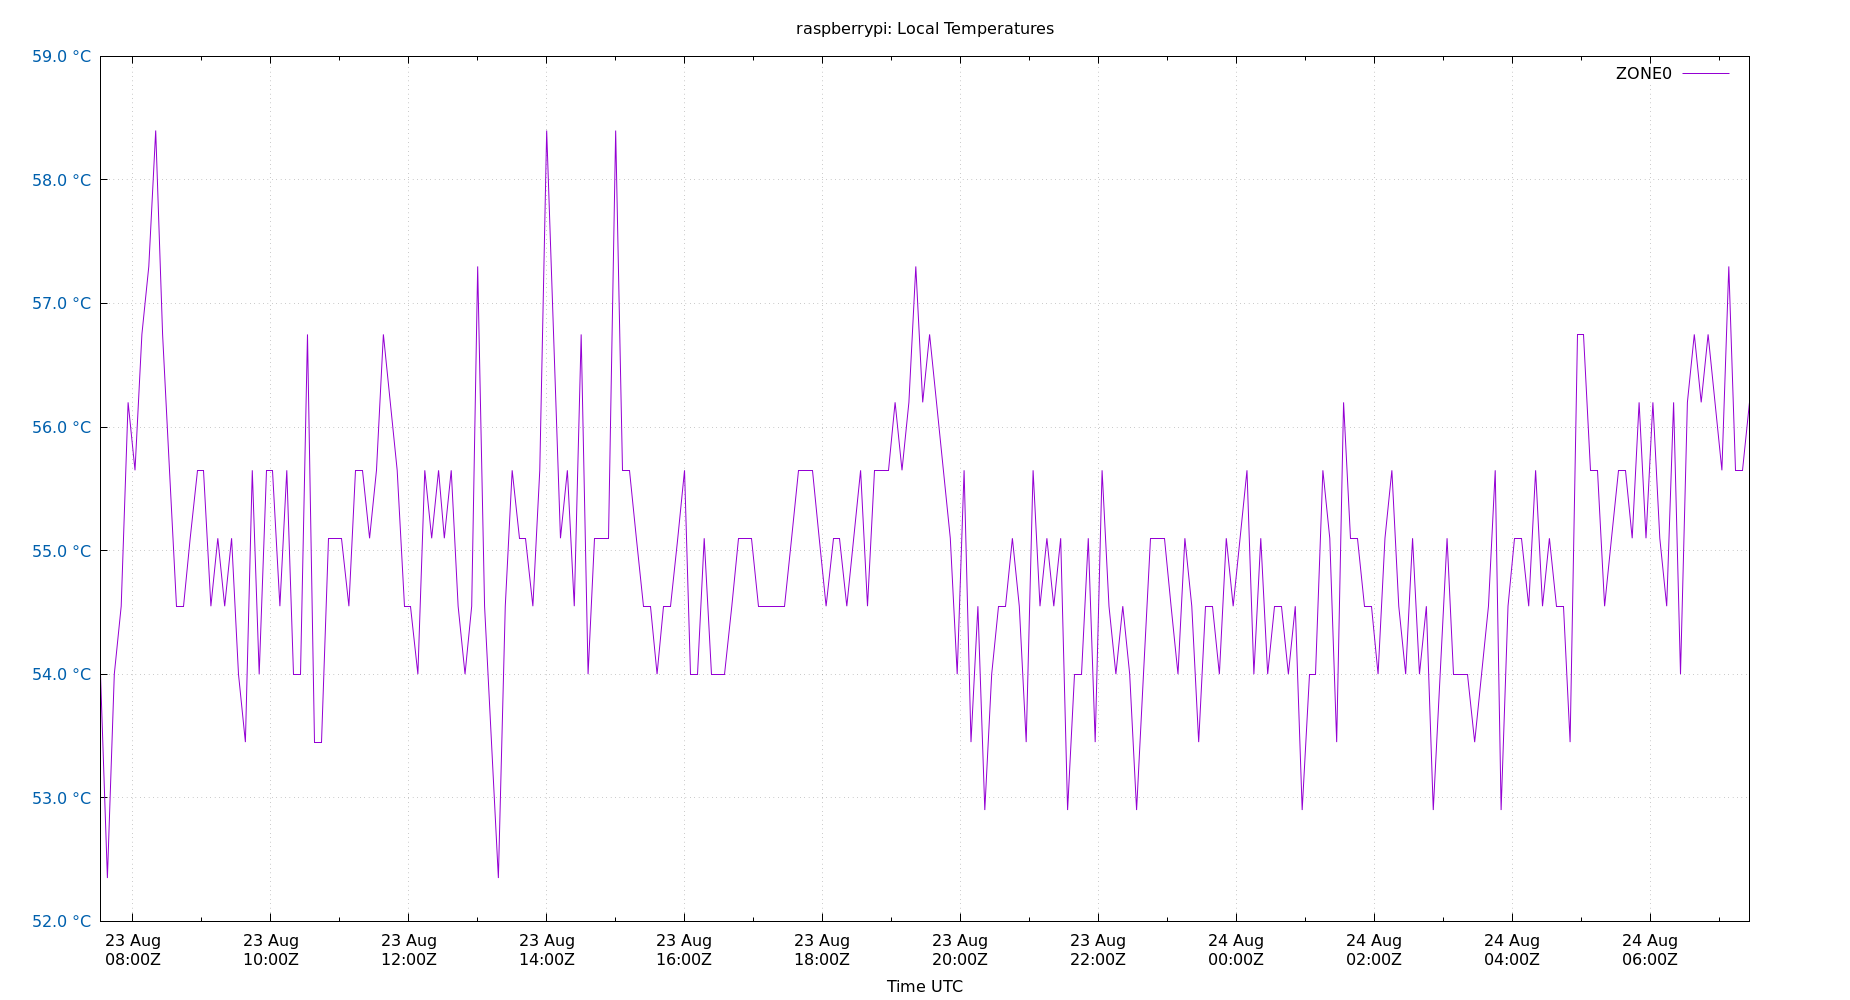 raspberrypi: Local Temperatures
59.0 °C
ZONE0
58.0 °C
57.0 °C
56.0 °C
55.0 °C
54.0 °C
53.0 °C
52.0 °C
23 Aug 23 Aug 23 Aug 23 Aug 23 Aug 23 Aug 23 Aug 23 Aug 24 Aug 24 Aug 24 Aug 24 Aug
08:00Z 10:00Z 12:00Z 14:00Z 16:00Z 18:00Z 20:00Z 22:00Z 00:00Z 02:00Z 04:00Z 06:00Z
Time UTC